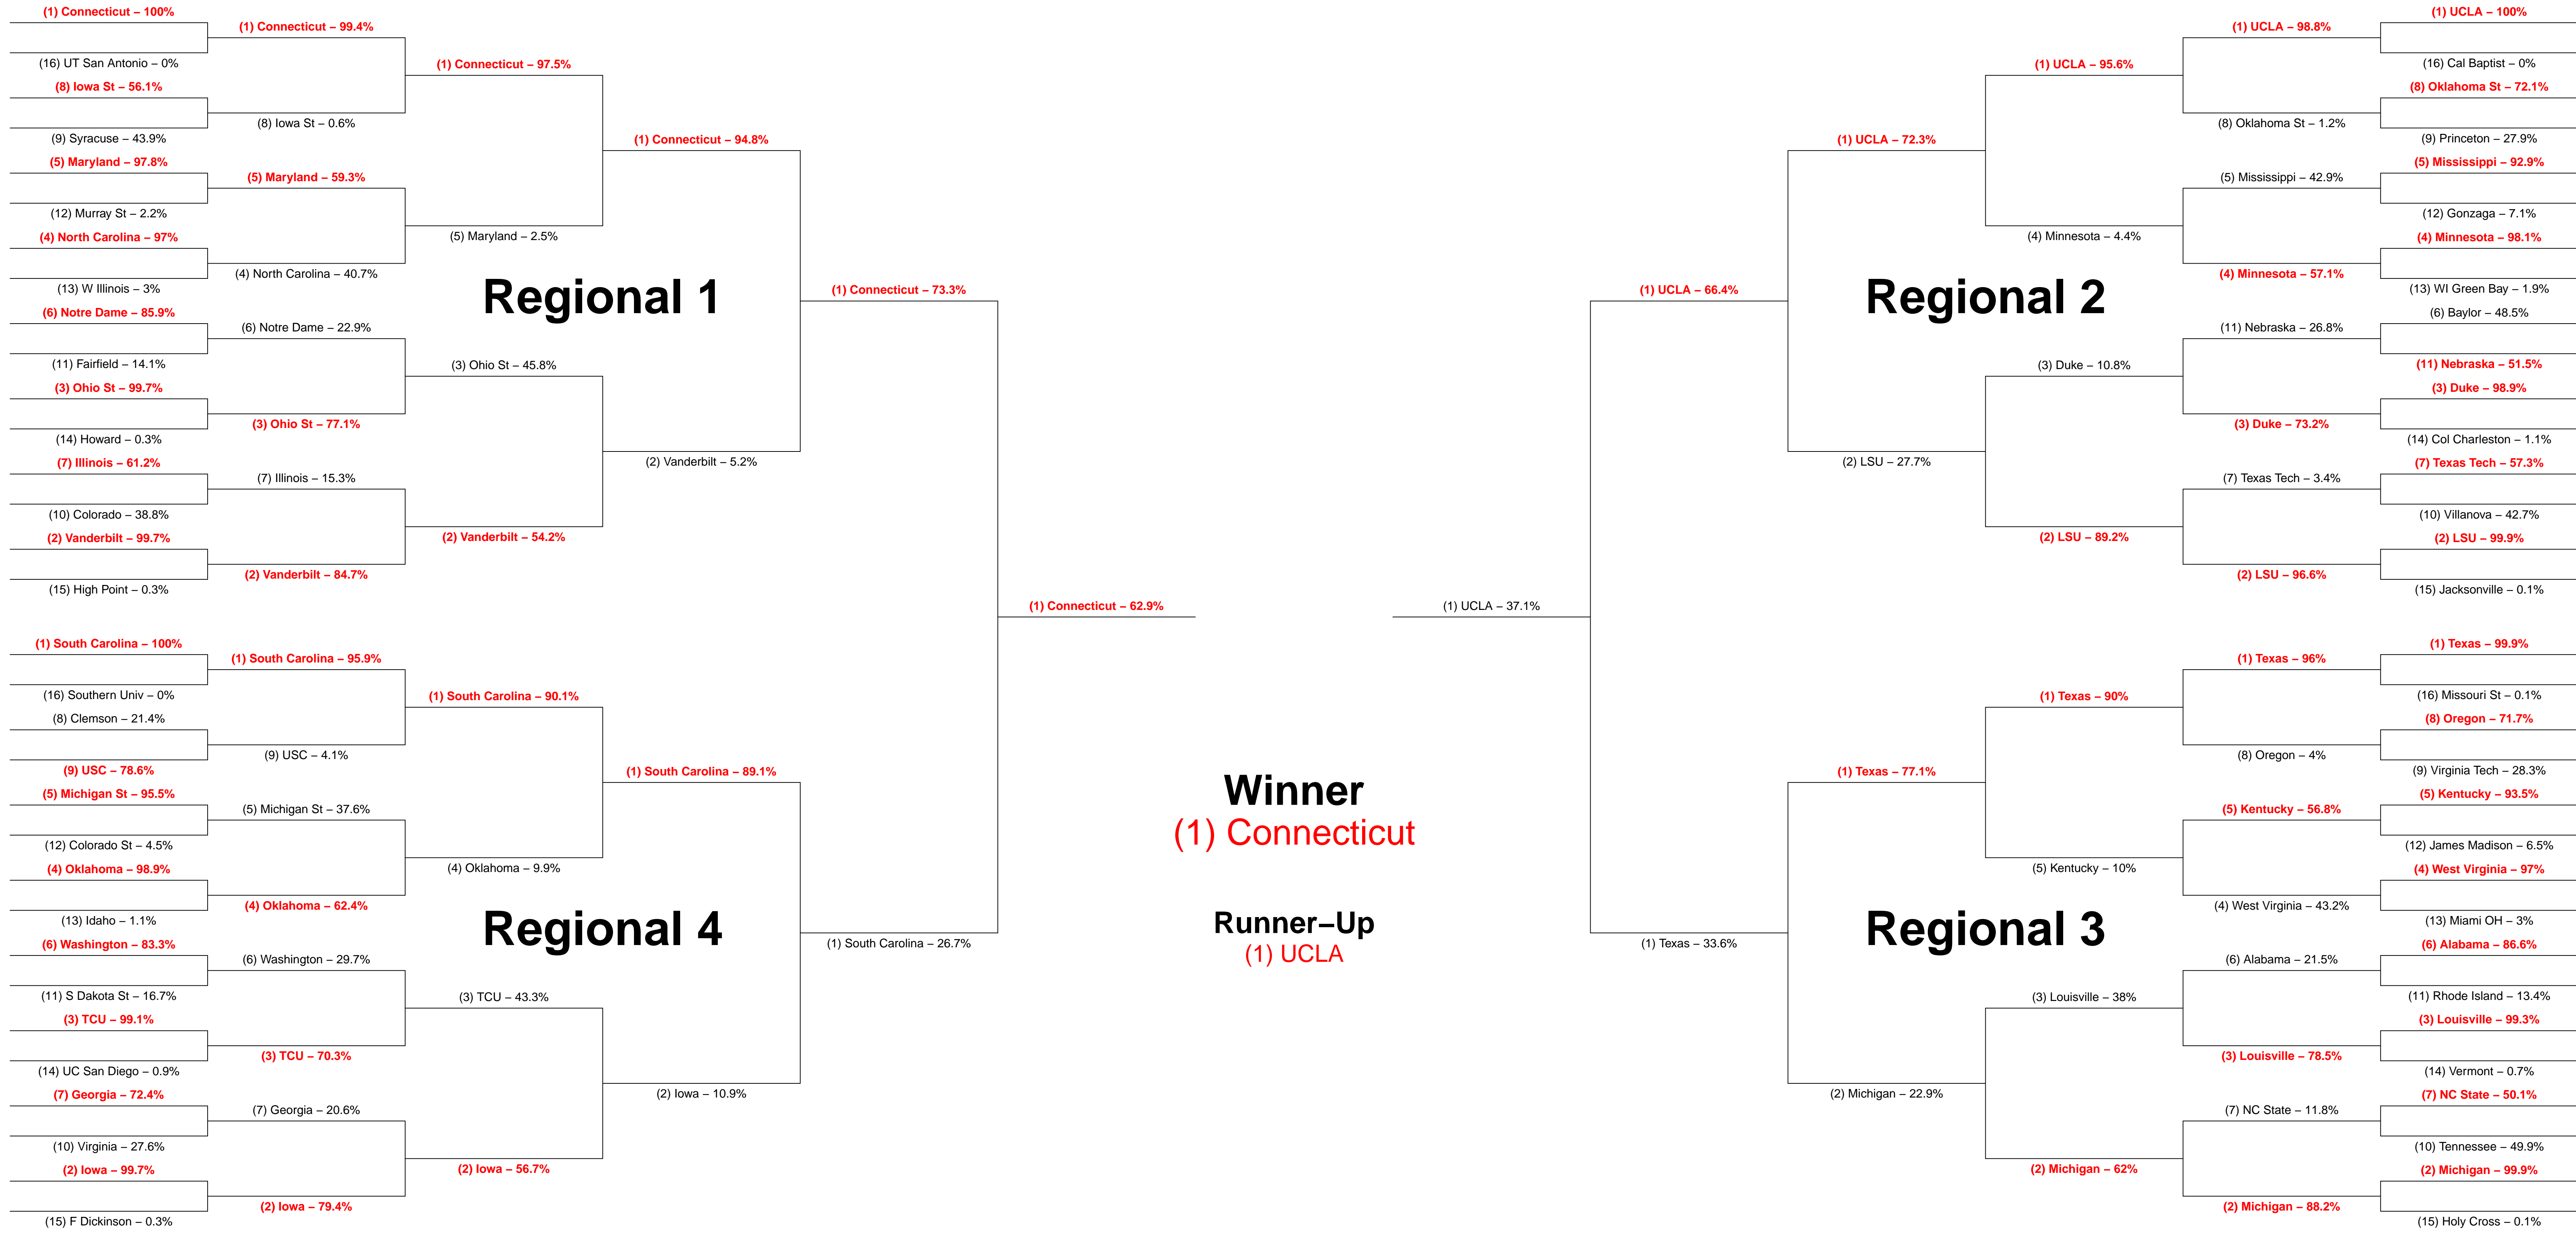 (1) Connecticut – 100%
(16) UT San Antonio – 0%
(8) Iowa St – 56.1%
(9) Syracuse – 43.9%
(5) Maryland – 97.8%
(12) Murray St – 2.2%
(4) North Carolina – 97%
(13) W Illinois – 3%
(6) Notre Dame – 85.9%
(11) Fairfield – 14.1%
(3) Ohio St – 99.7%
(14) Howard – 0.3%
(7) Illinois – 61.2%
(10) Colorado – 38.8%
(2) Vanderbilt – 99.7%
(15) High Point – 0.3%
(1) Connecticut – 99.4%
(8) Iowa St – 0.6%
(5) Maryland – 59.3%
(4) North Carolina – 40.7%
(6) Notre Dame – 22.9%
(3) Ohio St – 77.1%
(7) Illinois – 15.3%
(2) Vanderbilt – 84.7%
(1) Connecticut – 97.5%
(5) Maryland – 2.5%
(3) Ohio St – 45.8%
(2) Vanderbilt – 54.2%
Regional 1
(1) Connecticut – 94.8%
(2) Vanderbilt – 5.2%
(1) Connecticut – 73.3%
(1) South Carolina – 100%
(16) Southern Univ – 0%
(8) Clemson – 21.4%
(9) USC – 78.6%
(5) Michigan St – 95.5%
(12) Colorado St – 4.5%
(4) Oklahoma – 98.9%
(13) Idaho – 1.1%
(6) Washington – 83.3%
(11) S Dakota St – 16.7%
(3) TCU – 99.1%
(14) UC San Diego – 0.9%
(7) Georgia – 72.4%
(10) Virginia – 27.6%
(2) Iowa – 99.7%
(15) F Dickinson – 0.3%
(1) South Carolina – 95.9%
(9) USC – 4.1%
(5) Michigan St – 37.6%
(4) Oklahoma – 62.4%
(6) Washington – 29.7%
(3) TCU – 70.3%
(7) Georgia – 20.6%
(2) Iowa – 79.4%
(1) South Carolina – 90.1%
(4) Oklahoma – 9.9%
(3) TCU – 43.3%
(2) Iowa – 56.7%
Regional 4
(1) South Carolina – 89.1%
(2) Iowa – 10.9%
(1) South Carolina – 26.7%
(1) Connecticut – 62.9%
(1) UCLA – 37.1%
Winner
(1) Connecticut
Runner–Up
(1) UCLA
(1) UCLA – 66.4%
(1) UCLA – 72.3%
(2) LSU – 27.7%
Regional 2
(1) UCLA – 95.6%
(4) Minnesota – 4.4%
(3) Duke – 10.8%
(2) LSU – 89.2%
(1) UCLA – 98.8%
(8) Oklahoma St – 1.2%
(5) Mississippi – 42.9%
(4) Minnesota – 57.1%
(11) Nebraska – 26.8%
(3) Duke – 73.2%
(7) Texas Tech – 3.4%
(2) LSU – 96.6%
(1) UCLA – 100%
(16) Cal Baptist – 0%
(8) Oklahoma St – 72.1%
(9) Princeton – 27.9%
(5) Mississippi – 92.9%
(12) Gonzaga – 7.1%
(4) Minnesota – 98.1%
(13) WI Green Bay – 1.9%
(6) Baylor – 48.5%
(11) Nebraska – 51.5%
(3) Duke – 98.9%
(14) Col Charleston – 1.1%
(7) Texas Tech – 57.3%
(10) Villanova – 42.7%
(2) LSU – 99.9%
(15) Jacksonville – 0.1%
(1) Texas – 33.6%
(1) Texas – 77.1%
(2) Michigan – 22.9%
Regional 3
(1) Texas – 90%
(5) Kentucky – 10%
(3) Louisville – 38%
(2) Michigan – 62%
(1) Texas – 96%
(8) Oregon – 4%
(5) Kentucky – 56.8%
(4) West Virginia – 43.2%
(6) Alabama – 21.5%
(3) Louisville – 78.5%
(7) NC State – 11.8%
(2) Michigan – 88.2%
(1) Texas – 99.9%
(16) Missouri St – 0.1%
(8) Oregon – 71.7%
(9) Virginia Tech – 28.3%
(5) Kentucky – 93.5%
(12) James Madison – 6.5%
(4) West Virginia – 97%
(13) Miami OH – 3%
(6) Alabama – 86.6%
(11) Rhode Island – 13.4%
(3) Louisville – 99.3%
(14) Vermont – 0.7%
(7) NC State – 50.1%
(10) Tennessee – 49.9%
(2) Michigan – 99.9%
(15) Holy Cross – 0.1%